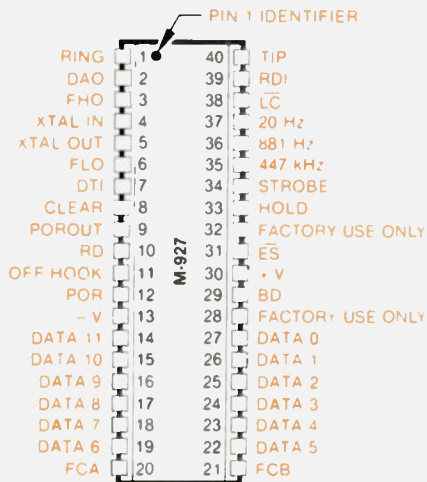 PIN 1 IDENTIFIER
RING 1 40 TIP
DAO 2 39 RDI
FHO 3 38 L̅C̅
XTAL IN 4 37 20 Hz
XTAL OUT 5 36 881 Hz
FLO 6 35 447 kHz
DTI 7 34 STROBE
CLEAR 8 33 HOLD
POROUT 9 32 FACTORY USE ONLY
RD 10 31 E̅S̅
OFF HOOK 11 30 + V
POR 12 29 BD
– V 13 28 FACTORY USE ONLY
DATA 11 14 27 DATA 0
DATA 10 15 26 DATA 1
DATA 9 16 25 DATA 2
DATA 8 17 24 DATA 3
DATA 7 18 23 DATA 4
DATA 6 19 22 DATA 5
FCA 20 21 FCB
M-927